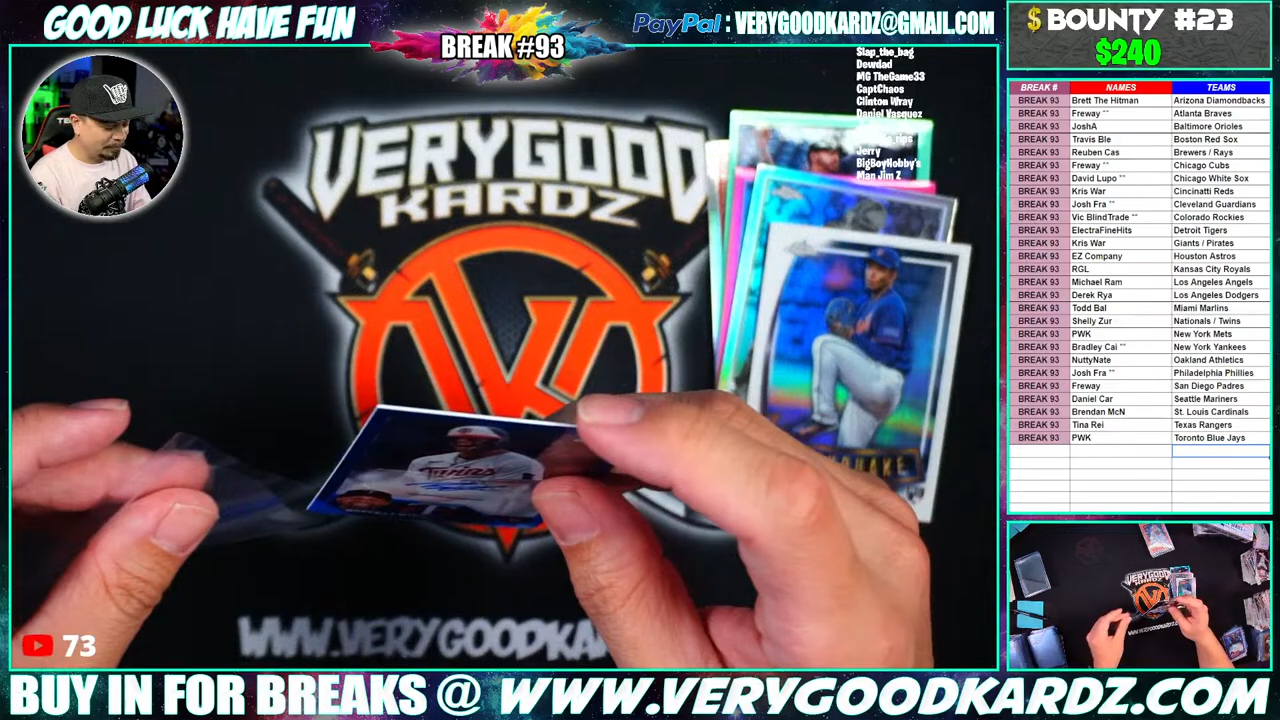 GOOD LUCK HAVE FUN
BREAK #93
PayPal : VERYGOODKARDZ@GMAIL.COM
$ BOUNTY #23
$240
Slap_the_bag
Dewdad
MG TheGame33
CaptChaos
Clinton Wray
Daniel Vasquez
Jerry
BigBoyHobby's
Man Jim Z
VERYGOOD
KARDZ
Twins
WWW.VERYGOODKA
73
BREAK # NAMES TEAMS
BREAK 93 Brett The Hitman Arizona Diamondbacks
BREAK 93 Freway ** Atlanta Braves
BREAK 93 JoshA Baltimore Orioles
BREAK 93 Travis Ble Boston Red Sox
BREAK 93 Reuben Cas Brewers / Rays
BREAK 93 Freway ** Chicago Cubs
BREAK 93 David Lupo ** Chicago White Sox
BREAK 93 Kris War Cincinatti Reds
BREAK 93 Josh Fra ** Cleveland Guardians
BREAK 93 Vic BlindTrade ** Colorado Rockies
BREAK 93 ElectraFineHits Detroit Tigers
BREAK 93 Kris War Giants / Pirates
BREAK 93 EZ Company Houston Astros
BREAK 93 RGL Kansas City Royals
BREAK 93 Michael Ram Los Angeles Angels
BREAK 93 Derek Rya Los Angeles Dodgers
BREAK 93 Todd Bal Miami Marlins
BREAK 93 Shelly Zur Nationals / Twins
BREAK 93 PWK New York Mets
BREAK 93 Bradley Cai ** New York Yankees
BREAK 93 NuttyNate Oakland Athletics
BREAK 93 Josh Fra ** Philadelphia Phillies
BREAK 93 Freway San Diego Padres
BREAK 93 Daniel Car Seattle Mariners
BREAK 93 Brendan McN St. Louis Cardinals
BREAK 93 Tina Rei Texas Rangers
BREAK 93 PWK Toronto Blue Jays
VERYGOOD
KARDZ
BUY IN FOR BREAKS @ WWW.VERYGOODKARDZ.COM